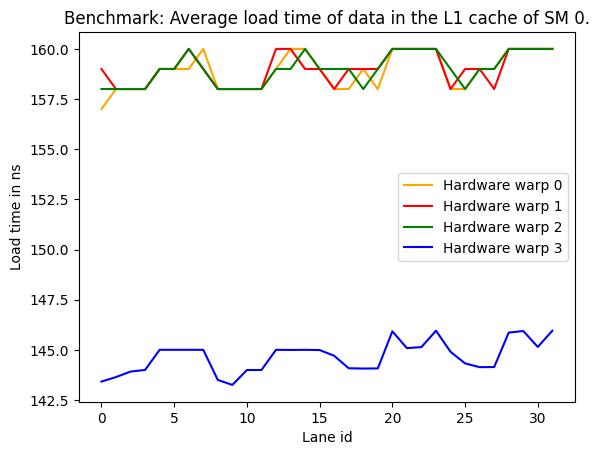 Benchmark: Average load time of data in the L1 cache of SM 0.
Load time in ns
160.0
157.5
155.0
152.5
150.0
147.5
145.0
142.5
Hardware warp 0
Hardware warp 1
Hardware warp 2
Hardware warp 3
0 5 10 15 20 25 30
Lane id